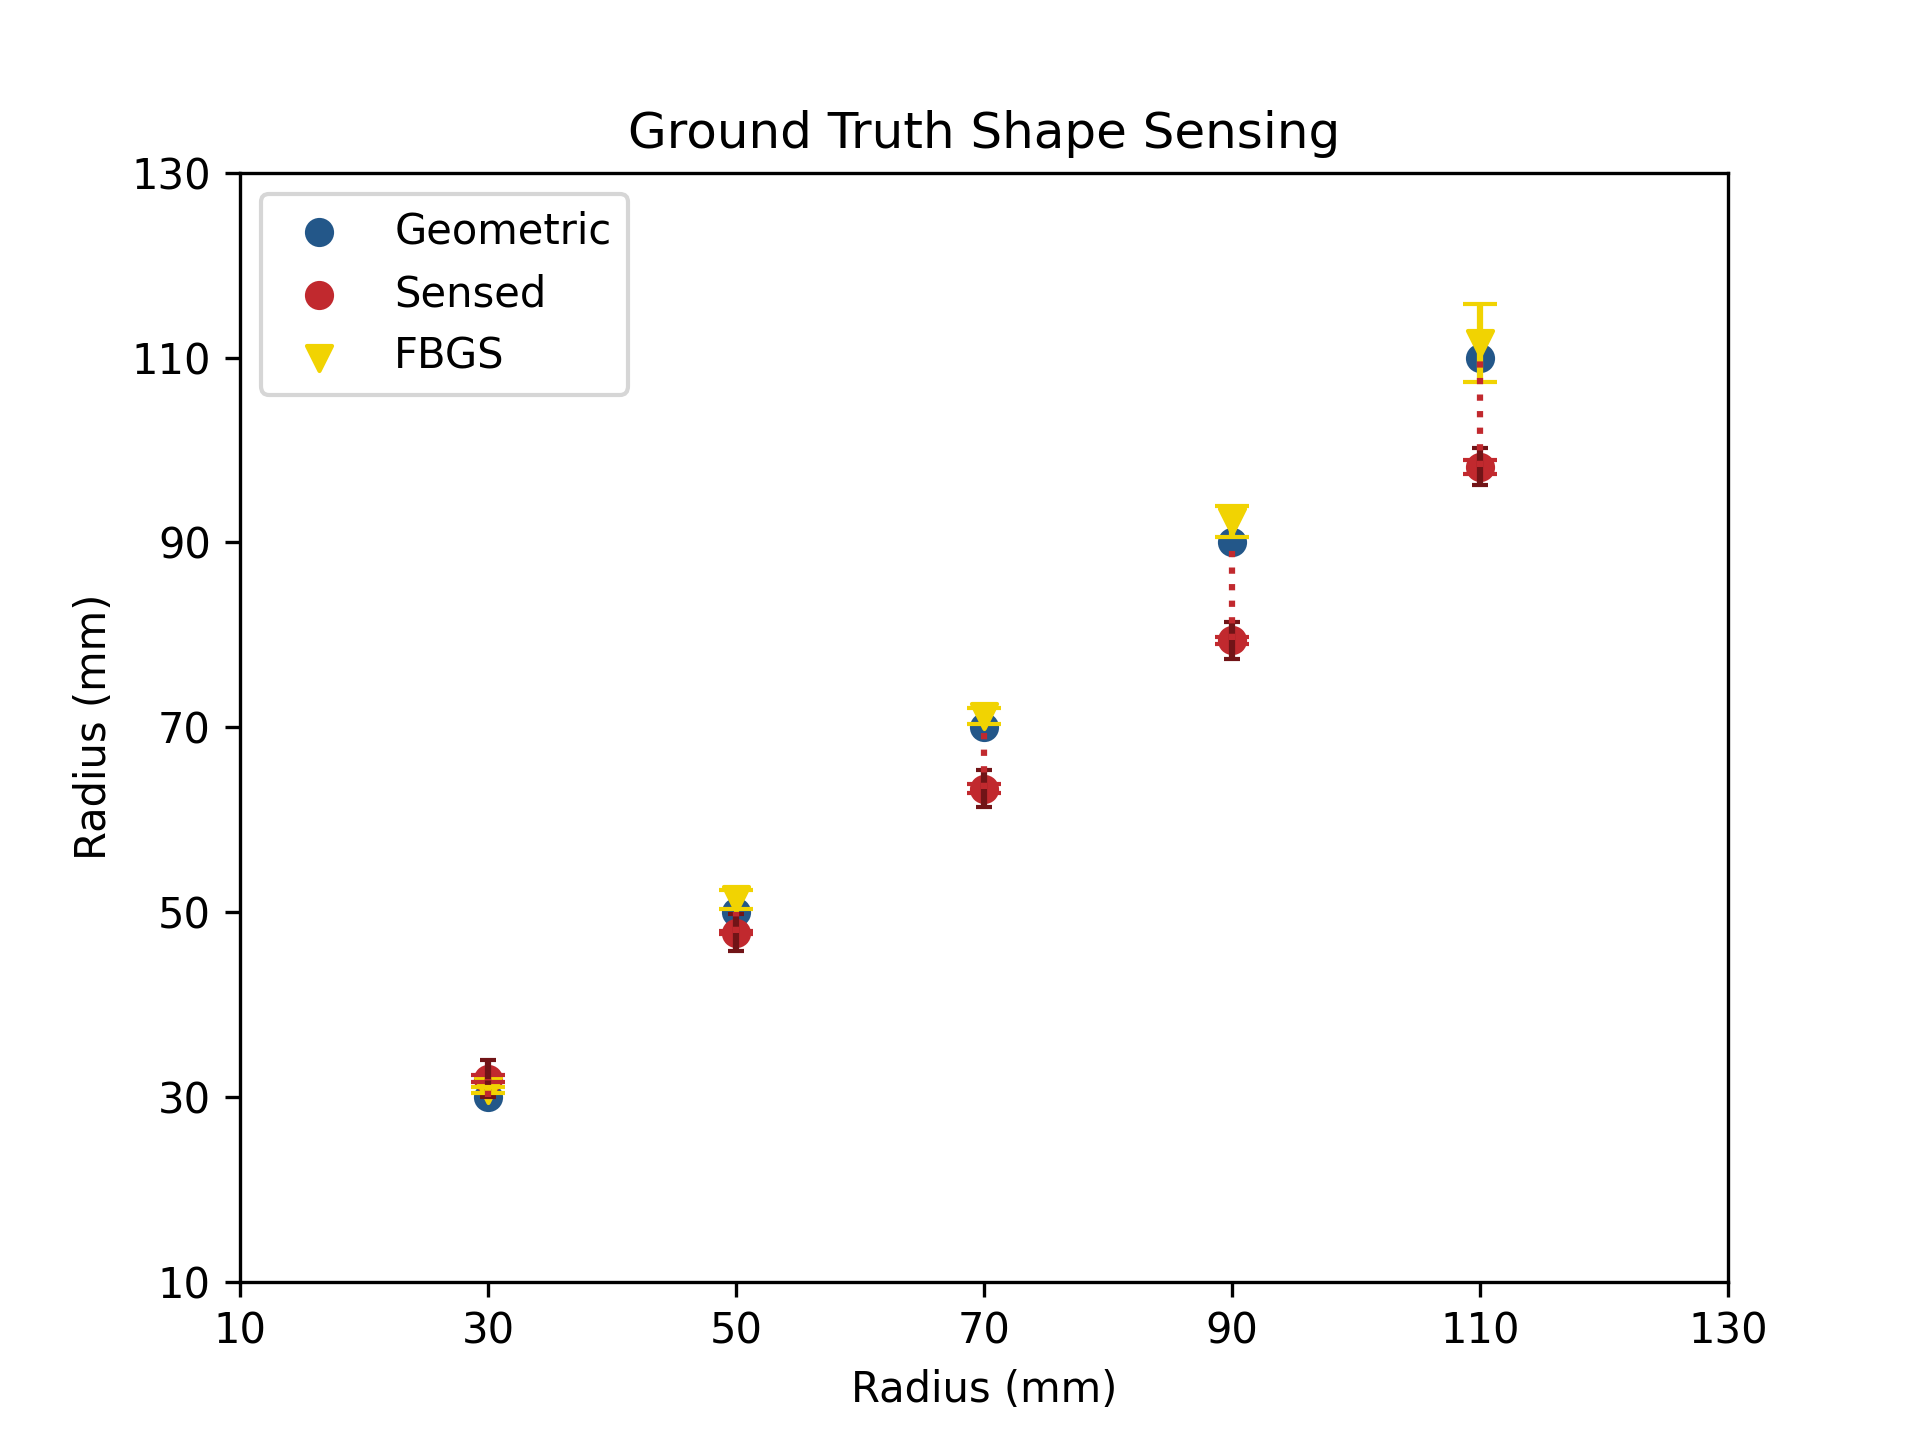 Ground Truth Shape Sensing
130
110
90
70
50
30
10
Radius (mm)
Geometric
Sensed
FBGS
10 30 50 70 90 110 130
Radius (mm)